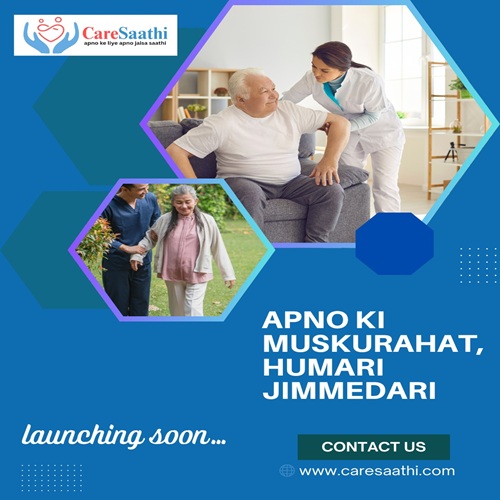 CareSaathi
apno ke liye apno jaisa saathi
APNO KI
MUSKURAHAT,
HUMARI
JIMMEDARI
launching soon...
CONTACT US
www.caresaathi.com